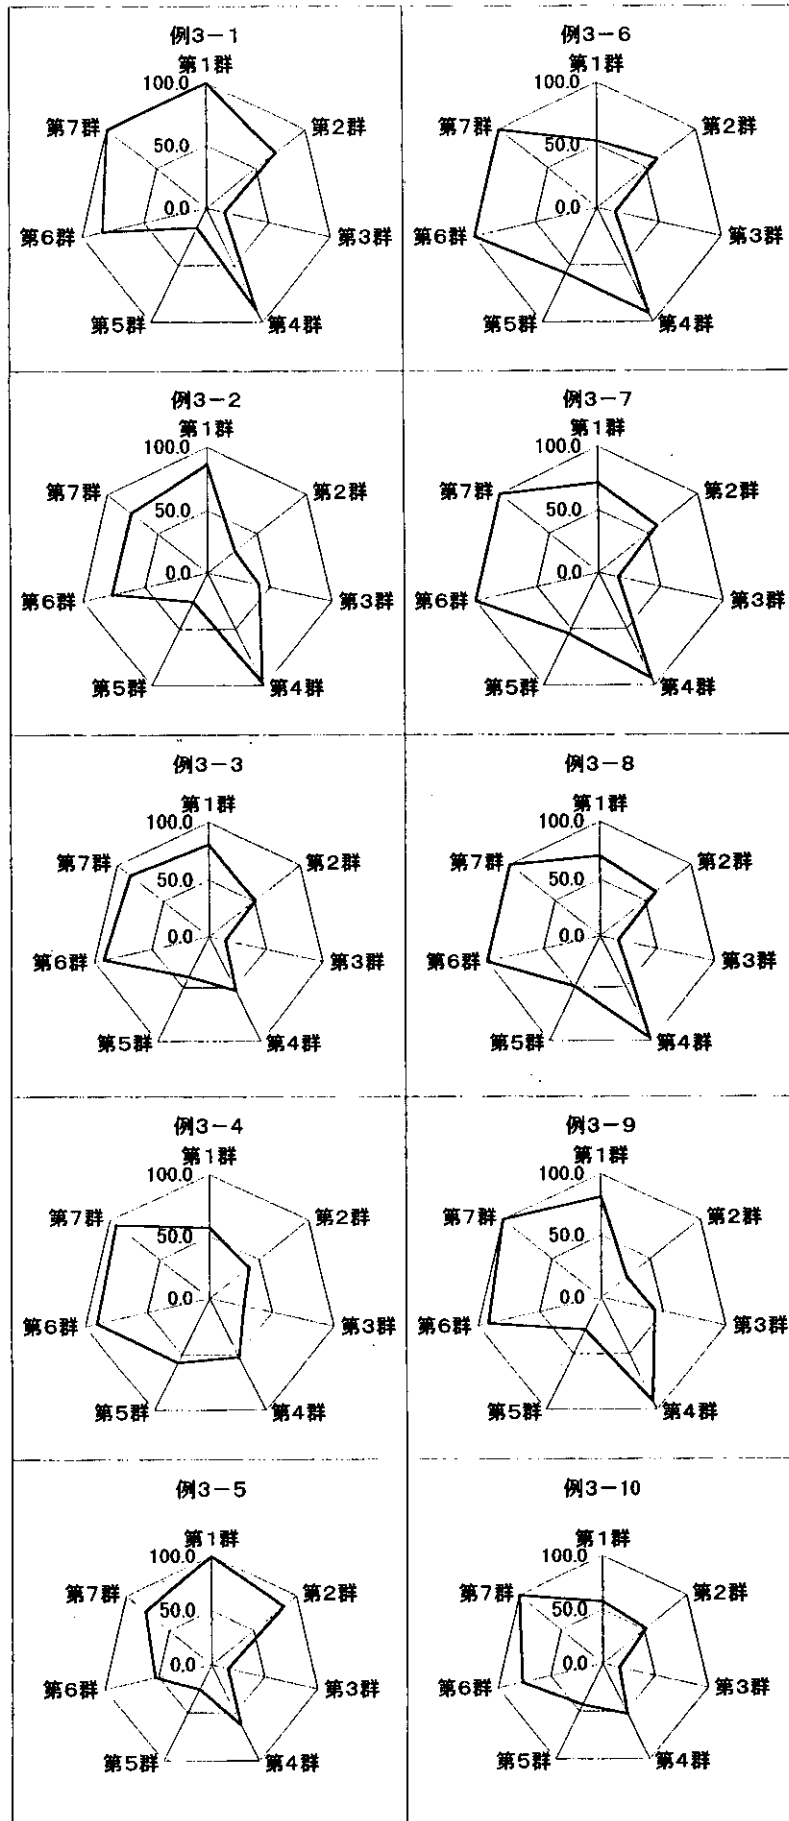 例3-1
第1群
100.0
第7群
第2群
50.0
0.0
第6群
第3群
第5群
第4群
例3-6
第1群
100.0
第7群
第2群
50.0
0.0
第6群
第3群
第5群
第4群
例3-2
第1群
100.0
第7群
第2群
50.0
0.0
第6群
第3群
第5群
第4群
例3-7
第1群
100.0
第7群
第2群
50.0
0.0
第6群
第3群
第5群
第4群
例3-3
第1群
100.0
第7群
第2群
50.0
0.0
第6群
第3群
第5群
第4群
例3-8
第1群
100.0
第7群
第2群
50.0
0.0
第6群
第3群
第5群
第4群
例3-4
第1群
100.0
第7群
第2群
50.0
0.0
第6群
第3群
第5群
第4群
例3-9
第1群
100.0
第7群
第2群
50.0
0.0
第6群
第3群
第5群
第4群
例3-5
第1群
100.0
第7群
第2群
50.0
0.0
第6群
第3群
第5群
第4群
例3-10
第1群
100.0
第7群
第2群
50.0
0.0
第6群
第3群
第5群
第4群